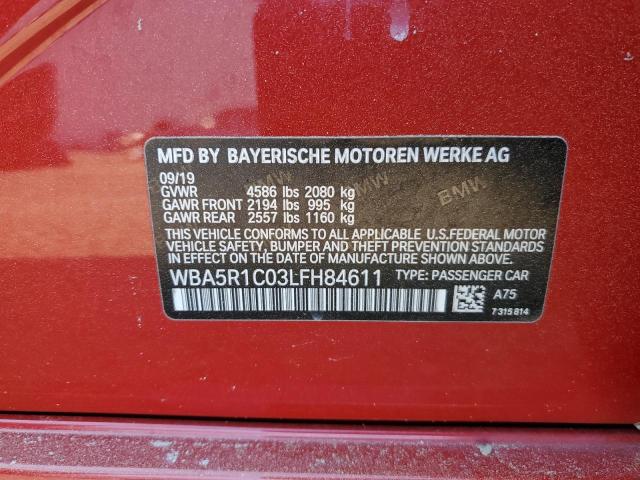 MFD BY BAYERISCHE MOTOREN WERKE AG
09/19
GVWR 4586 lbs 2080 kg
GAWR FRONT 2194 lbs 995 kg
GAWR REAR 2557 lbs 1160 kg
THIS VEHICLE CONFORMS TO ALL APPLICABLE U.S. FEDERAL MOTOR
VEHICLE SAFETY, BUMPER AND THEFT PREVENTION STANDARDS
IN EFFECT ON THE DATE OF MANUFACTURE SHOWN ABOVE.
WBA5R1C03LFH84611 TYPE: PASSENGER CAR
A75
7 315 814
BMW
BMW